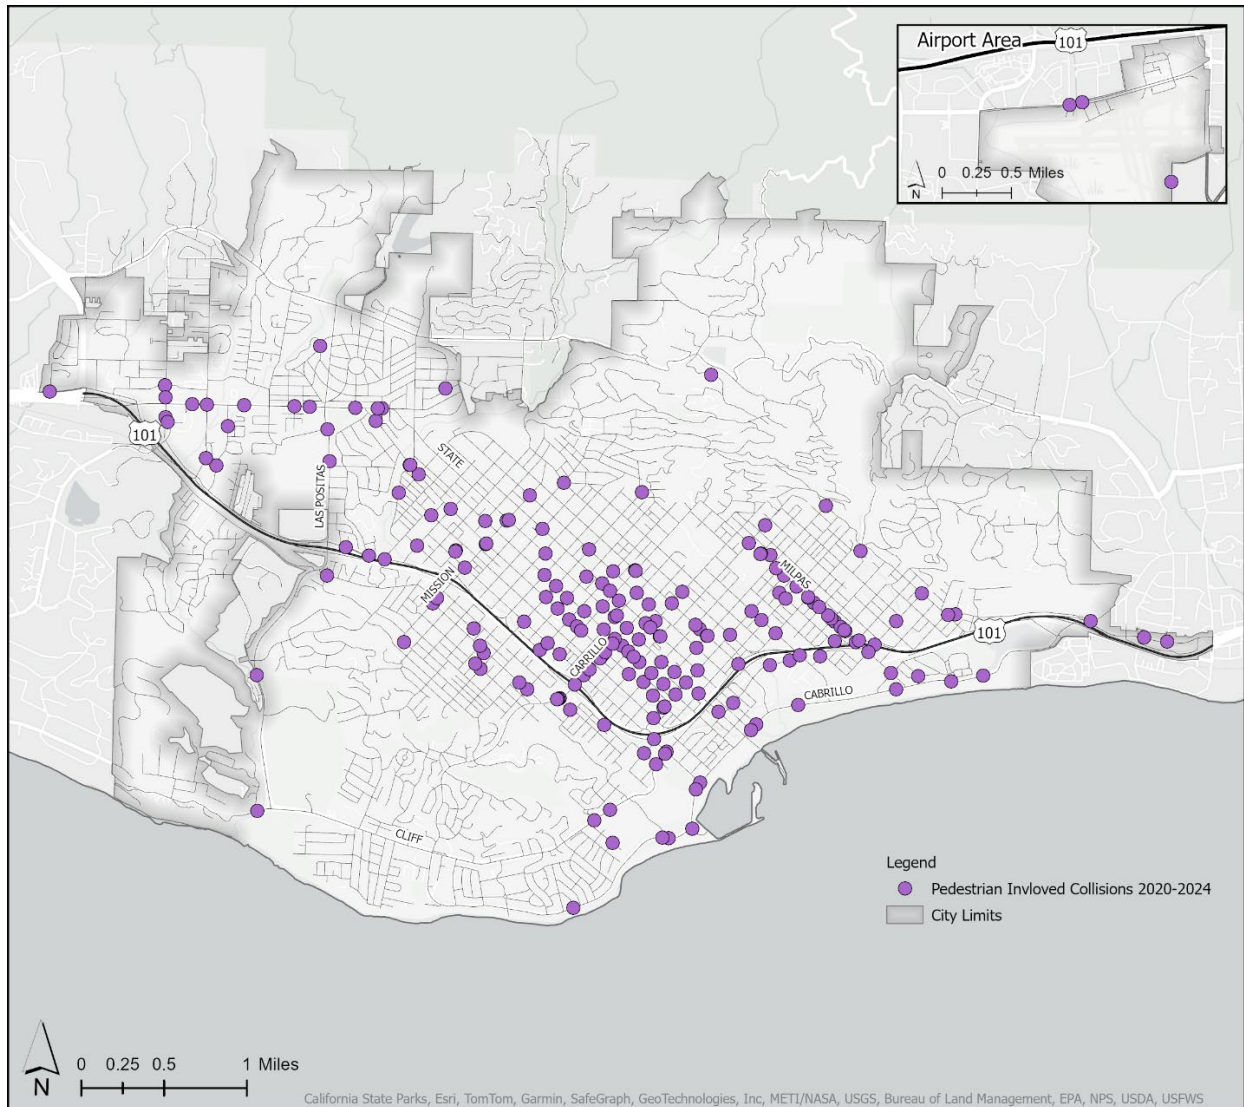 Airport Area
101
0 0.25 0.5 Miles
N
101
STATE
LAS POSITAS
MISSION
MILPAS
CARRILLO
101
CABRILLO
CLIFF
Legend
Pedestrian Invloved Collisions 2020-2024
City Limits
0 0.25 0.5 1 Miles
N
California State Parks, Esri, TomTom, Garmin, SafeGraph, GeoTechnologies, Inc, METI/NASA, USGS, Bureau of Land Management, EPA, NPS, USDA, USFWS